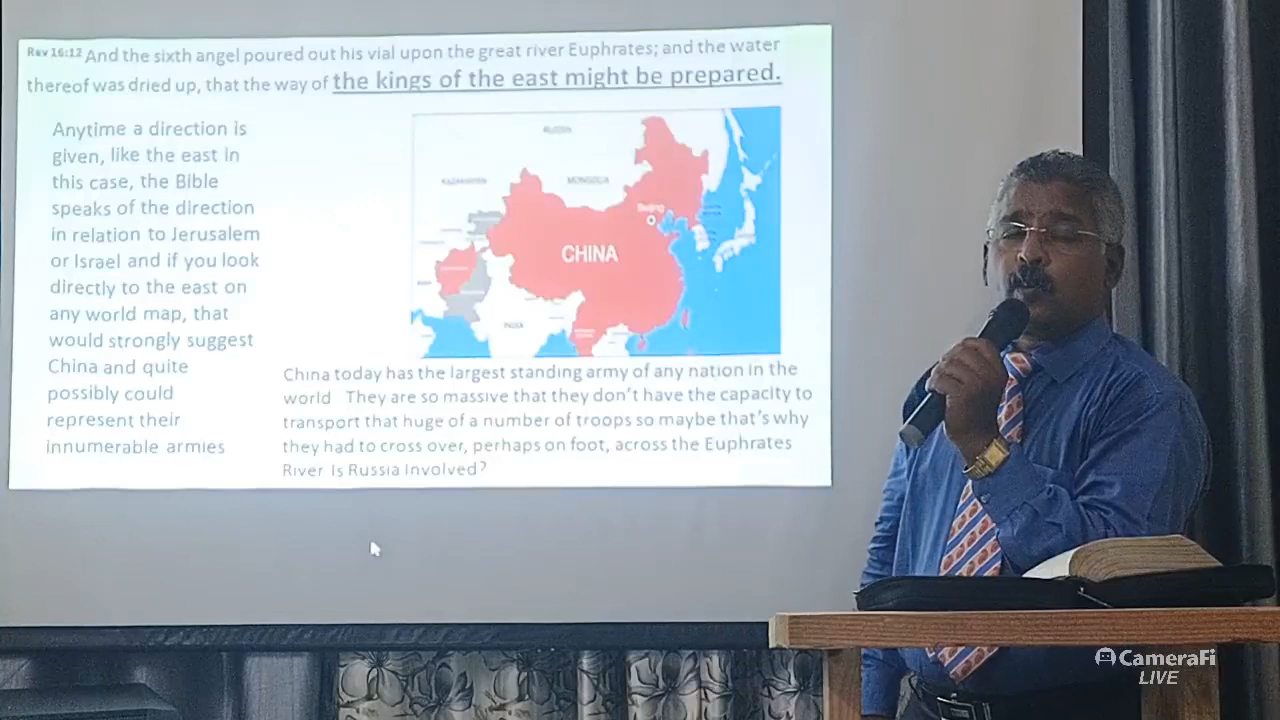 Rev 16:12 And the sixth angel poured out his vial upon the great river Euphrates; and the water
thereof was dried up, that the way of the kings of the east might be prepared.
Anytime a direction is
given, like the east in
this case, the Bible
speaks of the direction
in relation to Jerusalem
or Israel and if you look
directly to the east on
any world map, that
would strongly suggest
China and quite
possibly could
represent their
innumerable armies
RUSSIA
KAZAKHSTAN
MONGOLIA
Beijing
CHINA
INDIA
China today has the largest standing army of any nation in the
world They are so massive that they don't have the capacity to
transport that huge of a number of troops so maybe that's why
they had to cross over, perhaps on foot, across the Euphrates
River Is Russia Involved?
CameraFi
LIVE